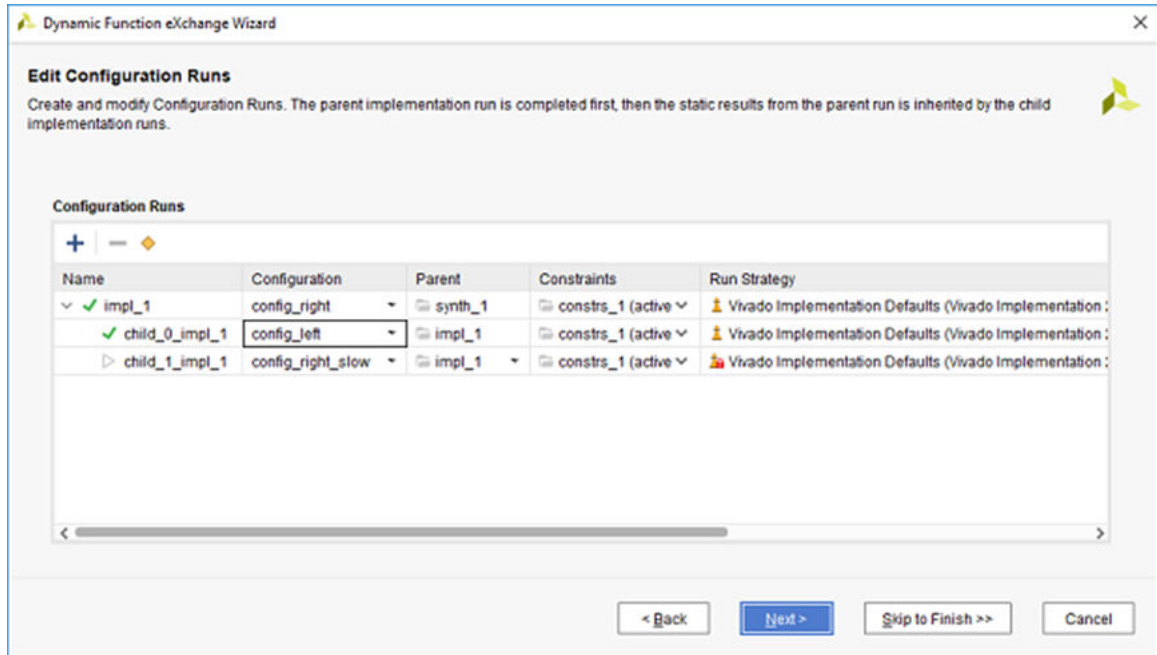 Dynamic Function eXchange Wizard
Edit Configuration Runs
Create and modify Configuration Runs. The parent implementation run is completed first, then the static results from the parent run is inherited by the child
implementation runs.
Configuration Runs
Name Configuration Parent Constraints Run Strategy
impl_1 config_right synth_1 constrs_1 (active Vivado Implementation Defaults (Vivado Implementation
child_0_impl_1 config_left impl_1 constrs_1 (active Vivado Implementation Defaults (Vivado Implementation
child_1_impl_1 config_right_slow impl_1 constrs_1 (active Vivado Implementation Defaults (Vivado Implementation
< Back Next > Skip to Finish >> Cancel